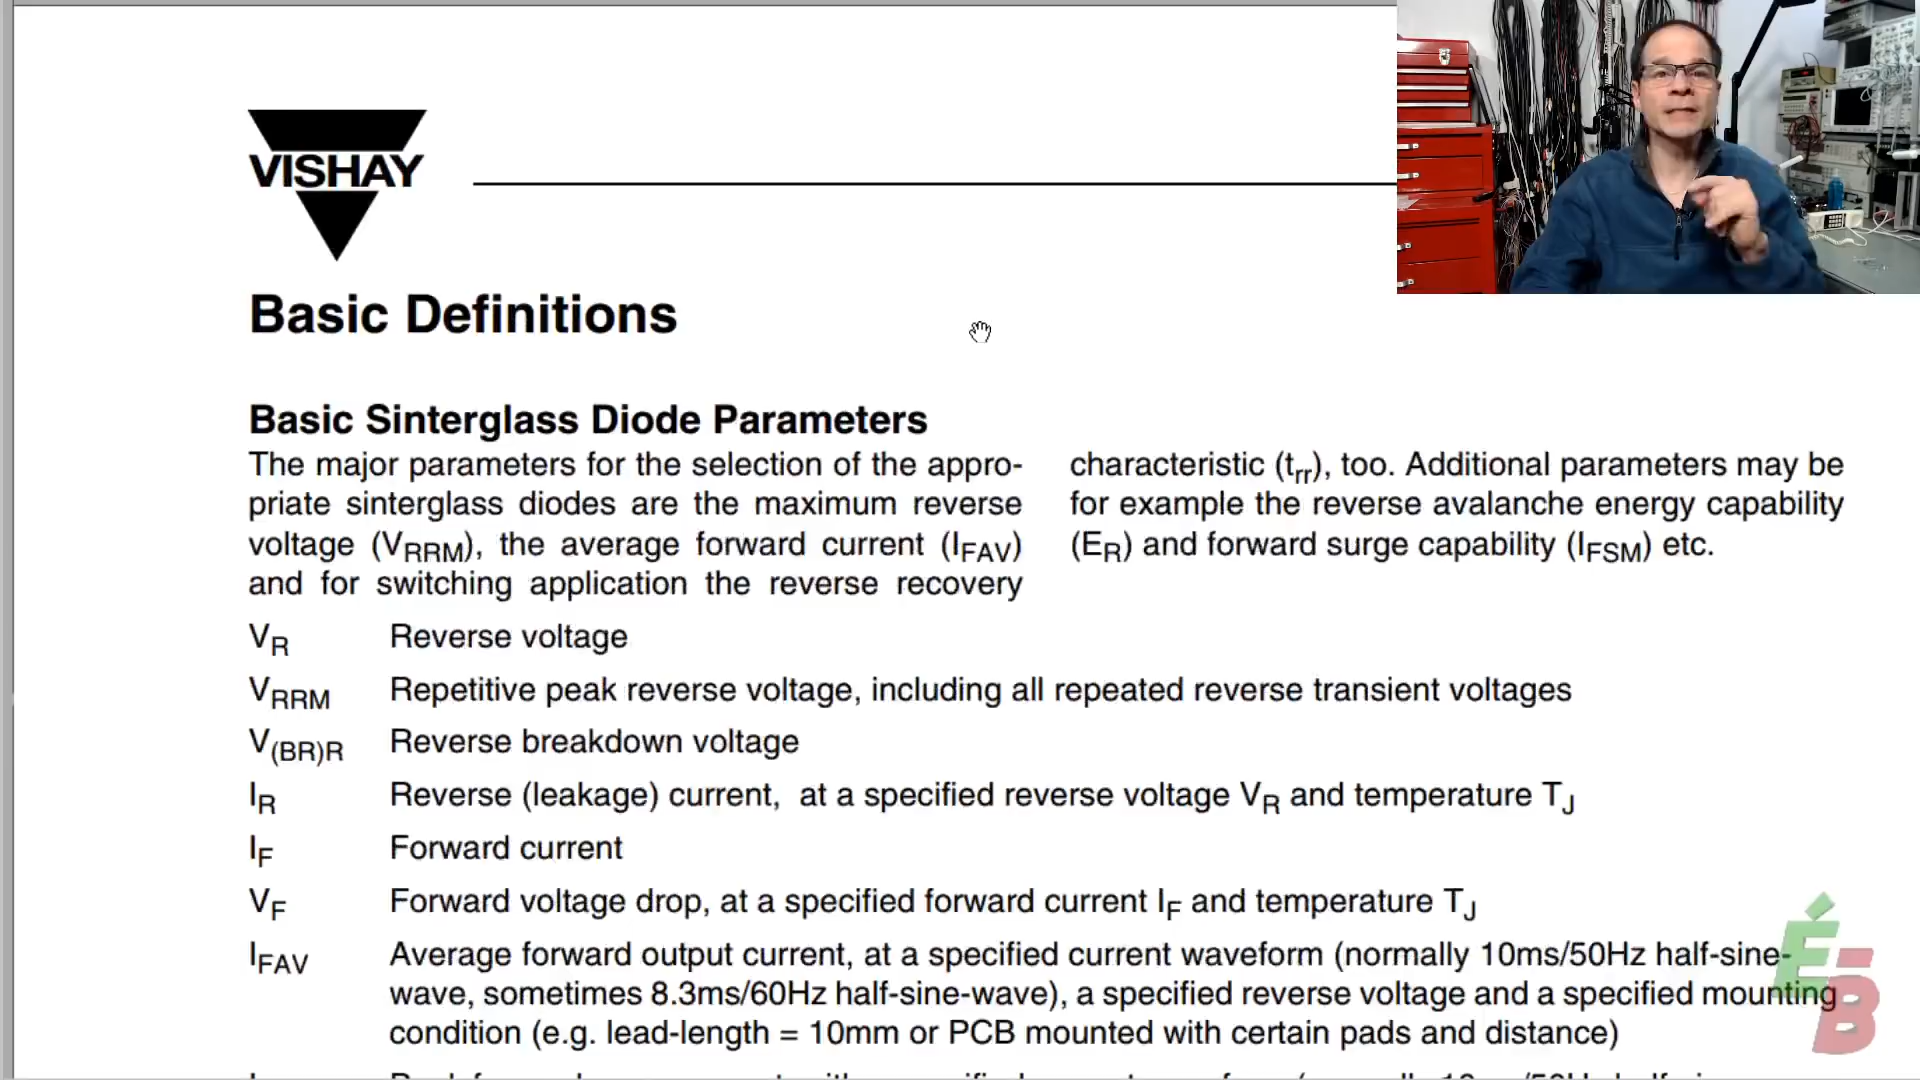 VISHAY
Basic Definitions
Basic Sinterglass Diode Parameters
The major parameters for the selection of the appro-
priate sinterglass diodes are the maximum reverse
voltage (VRRM), the average forward current (IFAV)
and for switching application the reverse recovery
characteristic (trr), too. Additional parameters may be
for example the reverse avalanche energy capability
(ER) and forward surge capability (IFSM) etc.
VR Reverse voltage
VRRM Repetitive peak reverse voltage, including all repeated reverse transient voltages
V(BR)R Reverse breakdown voltage
IR Reverse (leakage) current, at a specified reverse voltage VR and temperature TJ
IF Forward current
VF Forward voltage drop, at a specified forward current IF and temperature TJ
IFAV Average forward output current, at a specified current waveform (normally 10ms/50Hz half-sine-
wave, sometimes 8.3ms/60Hz half-sine-wave), a specified reverse voltage and a specified mounting
condition (e.g. lead-length = 10mm or PCB mounted with certain pads and distance)
É-B